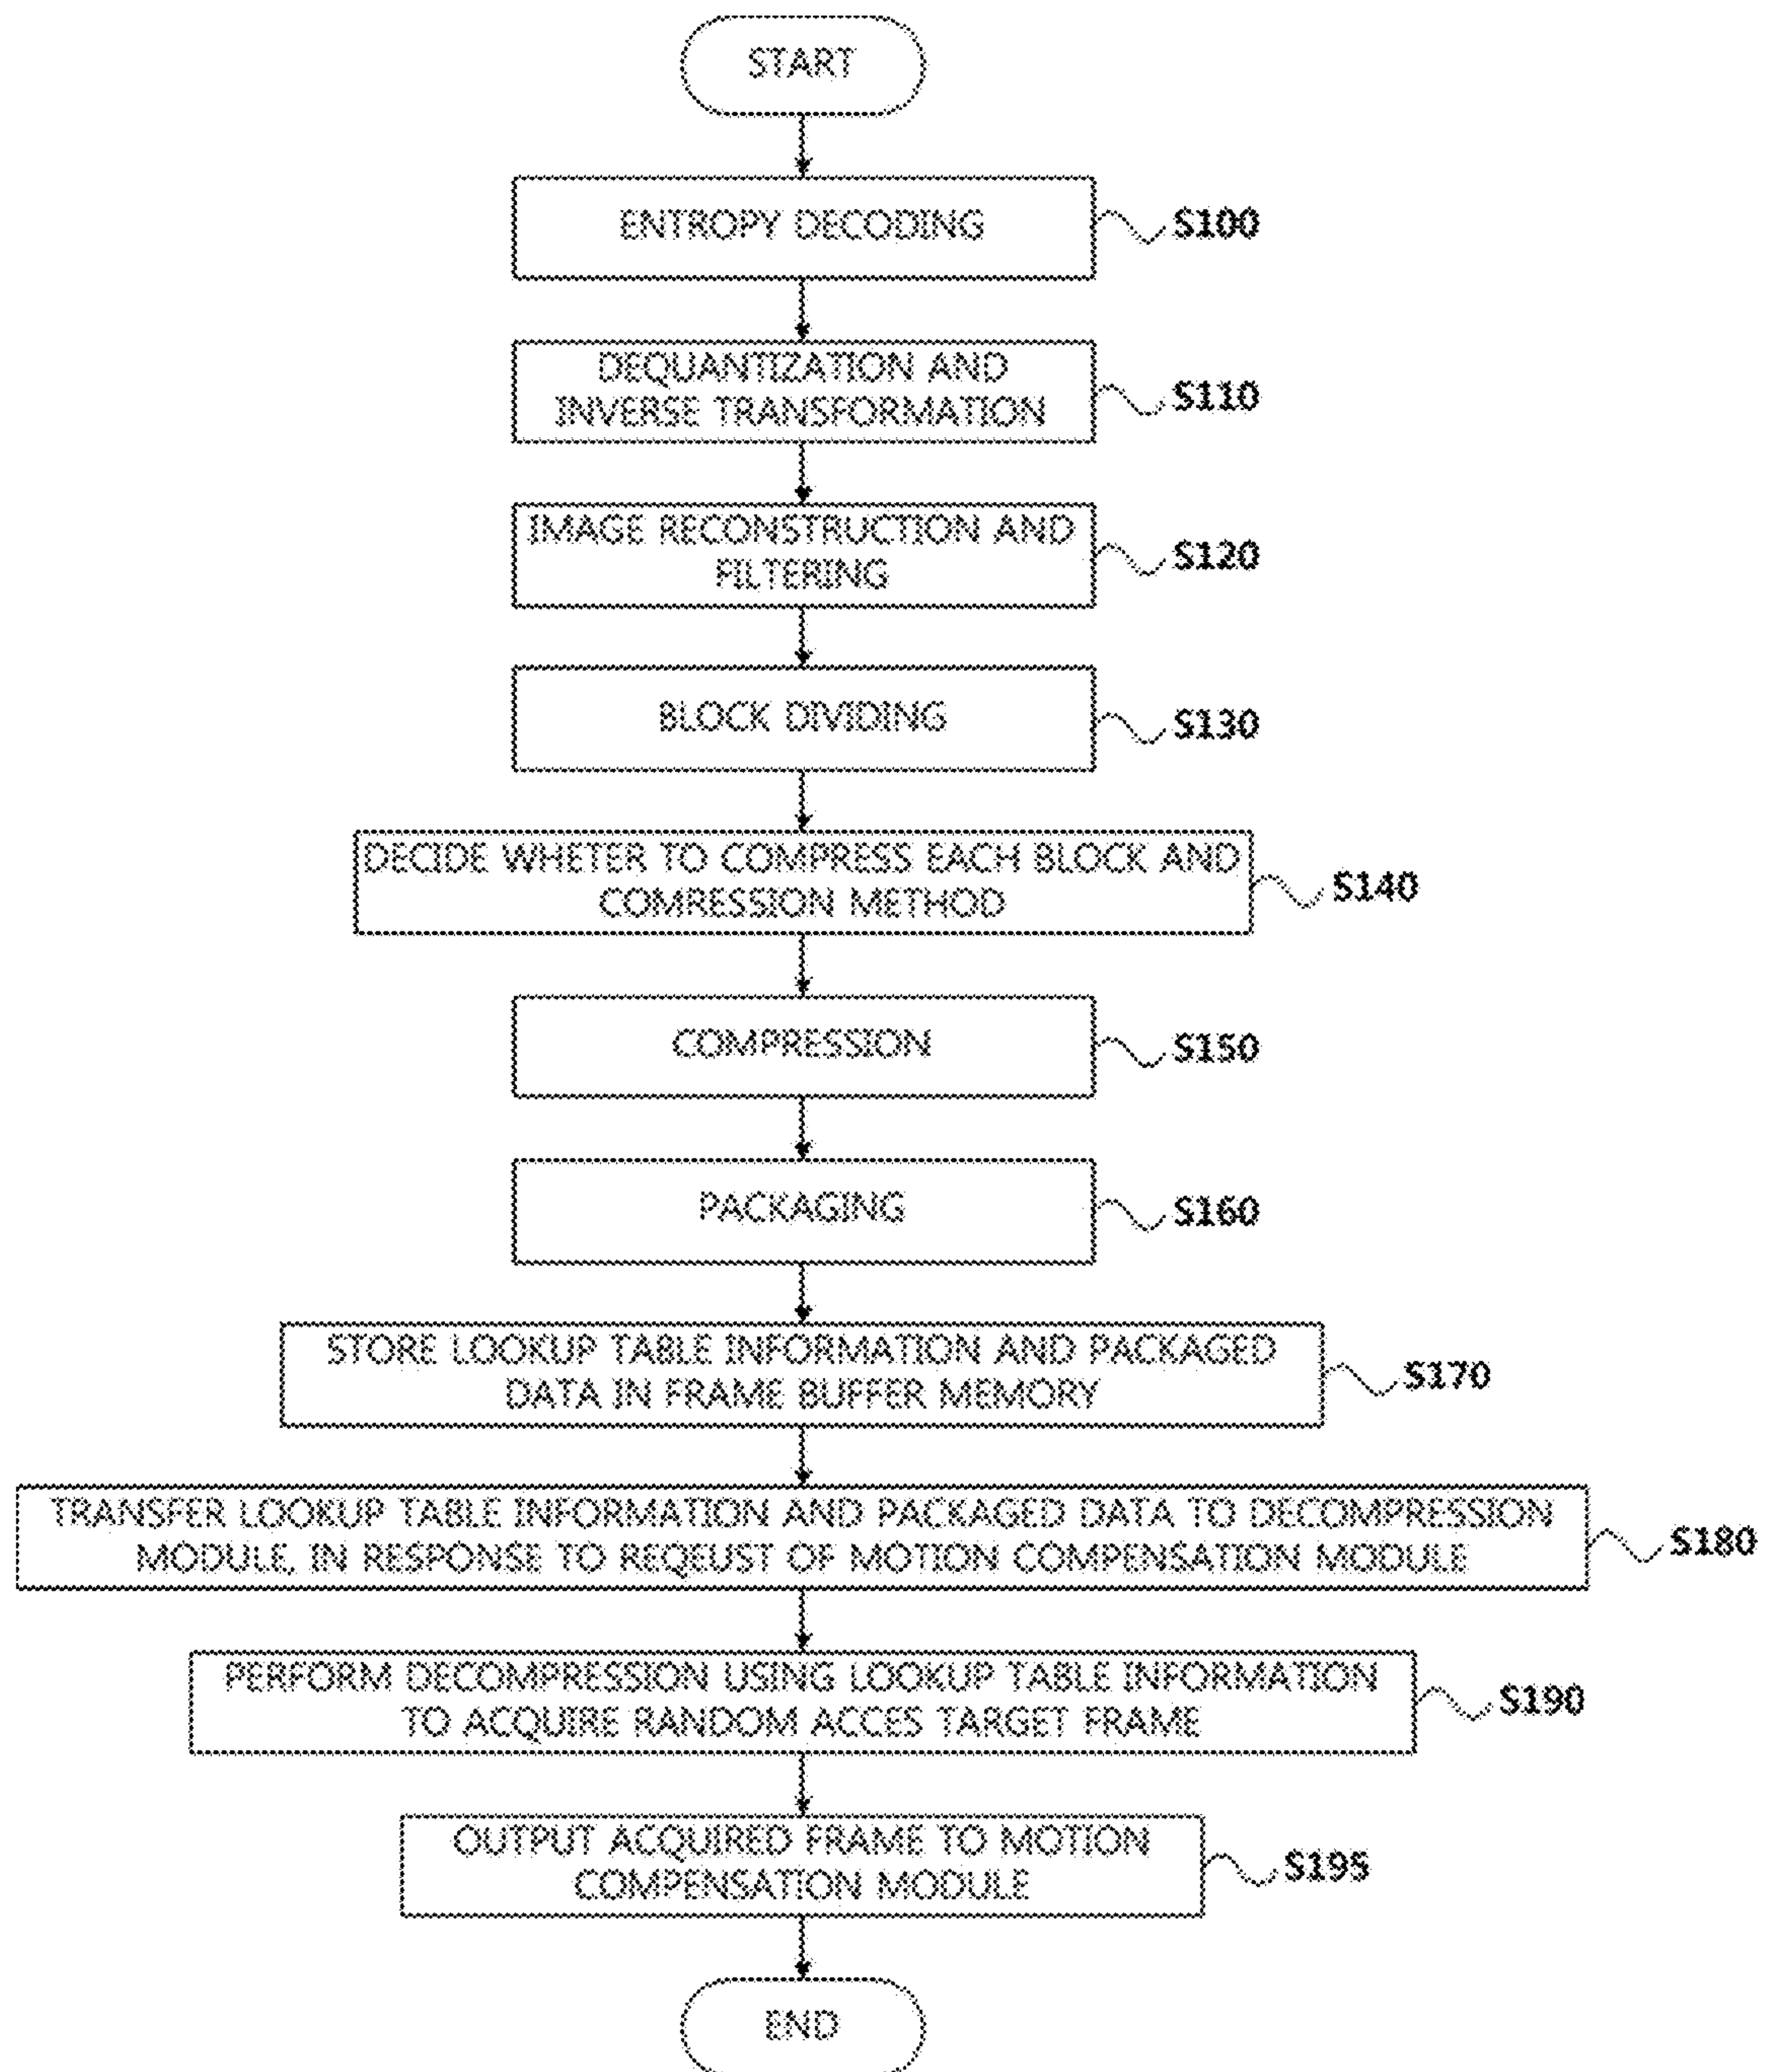 START
ENTROPY DECODING
S100
DEQUANTIZATION AND
INVERSE TRANSFORMATION
S110
IMAGE RECONSTRUCTION AND
FILTERING
S120
BLOCK DIVIDING
S130
DECIDE WHETER TO COMPRESS EACH BLOCK AND
COMRESSION METHOD
S140
COMPRESSION
S150
PACKAGING
S160
STORE LOOKUP TABLE INFORMATION AND PACKAGED
DATA IN FRAME BUFFER MEMORY
S170
TRANSFER LOOKUP TABLE INFORMATION AND PACKAGED DATA TO DECOMPRESSION
MODULE, IN RESPONSE TO REQEUST OF MOTION COMPENSATION MODULE
S180
PERFORM DECOMPRESSION USING LOOKUP TABLE INFORMATION
TO ACQUIRE RANDOM ACCES TARGET FRAME
S190
OUTPUT ACQUIRED FRAME TO MOTION
COMPENSATION MODULE
S195
END